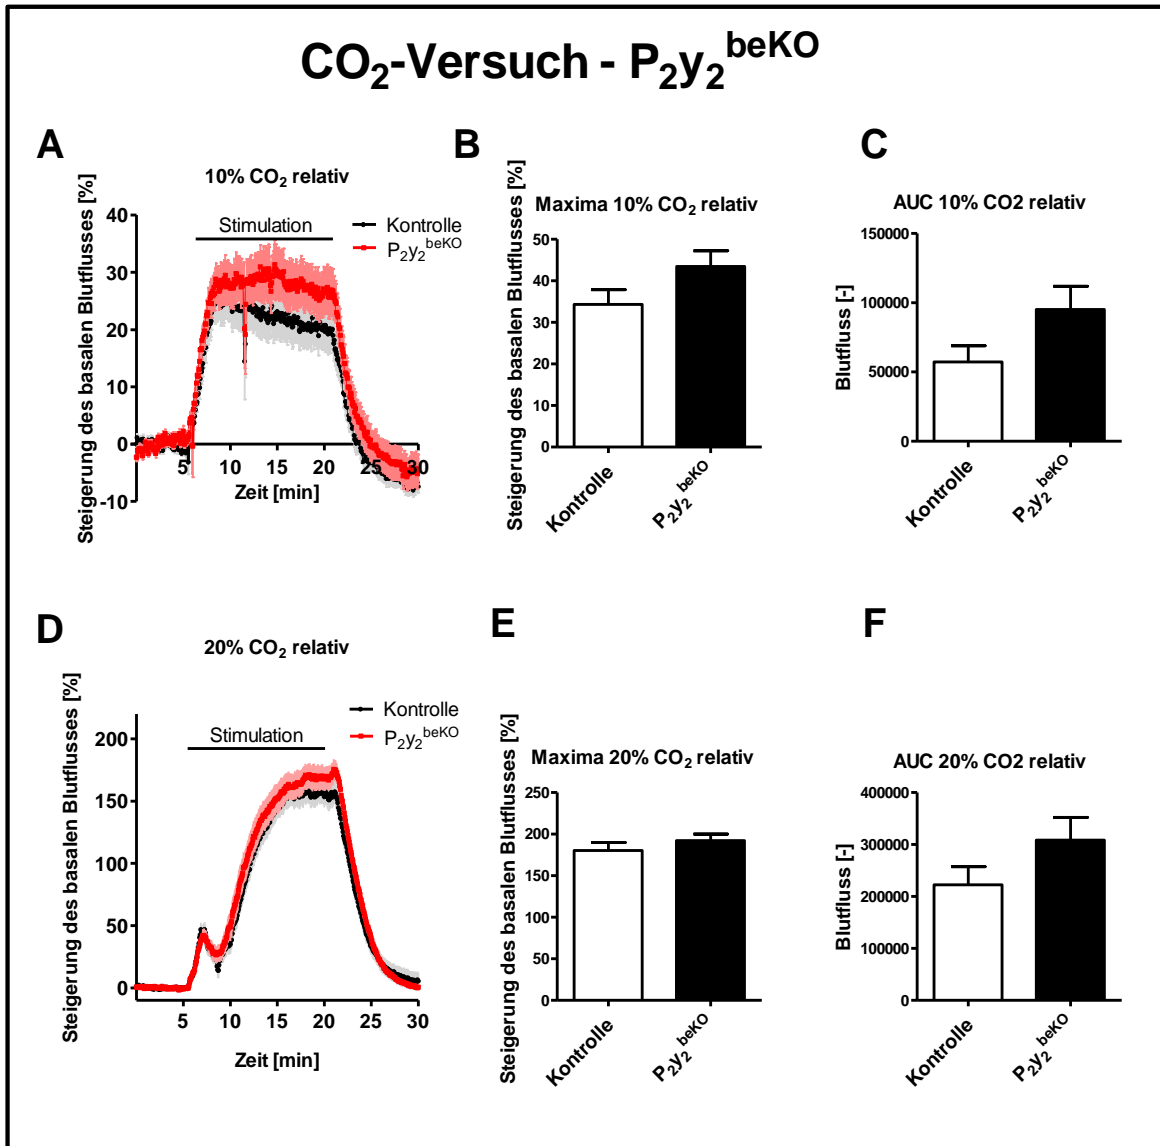 CO₂-Versuch - P₂y₂ᵇᵉᴷᴼ
A
10% CO₂ relativ
Steigerung des basalen Blutflusses [%]
40
30
20
10
0
-10
Stimulation
Kontrolle
P₂y₂ᵇᵉᴷᴼ
5 10 15 20 25 30
Zeit [min]
B
Maxima 10% CO₂ relativ
Steigerung des basalen Blutflusses [%]
50
40
30
20
10
0
Kontrolle
P₂y₂ᵇᵉᴷᴼ
C
AUC 10% CO2 relativ
Blutfluss [-]
150000
100000
50000
0
Kontrolle
P₂y₂ᵇᵉᴷᴼ
D
20% CO₂ relativ
Steigerung des basalen Blutflusses [%]
200
150
100
50
0
Stimulation
Kontrolle
P₂y₂ᵇᵉᴷᴼ
5 10 15 20 25 30
Zeit [min]
E
Maxima 20% CO₂ relativ
Steigerung des basalen Blutflusses [%]
250
200
150
100
50
0
Kontrolle
P₂y₂ᵇᵉᴷᴼ
F
AUC 20% CO2 relativ
Blutfluss [-]
400000
300000
200000
100000
0
Kontrolle
P₂y₂ᵇᵉᴷᴼ